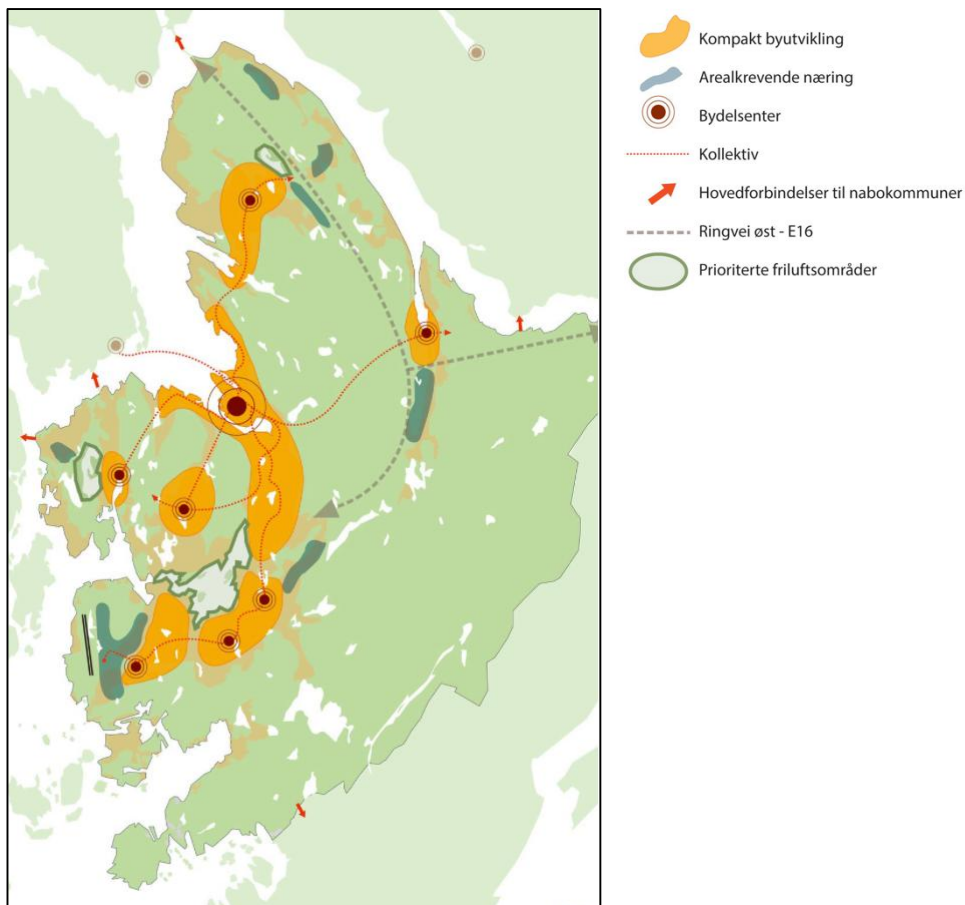 Kompakt byutvikling
Arealkrevende næring
Bydelsenter
Kollektiv
Hovedforbindelser til nabokommuner
Ringvei øst - E16
Prioriterte friluftsområder